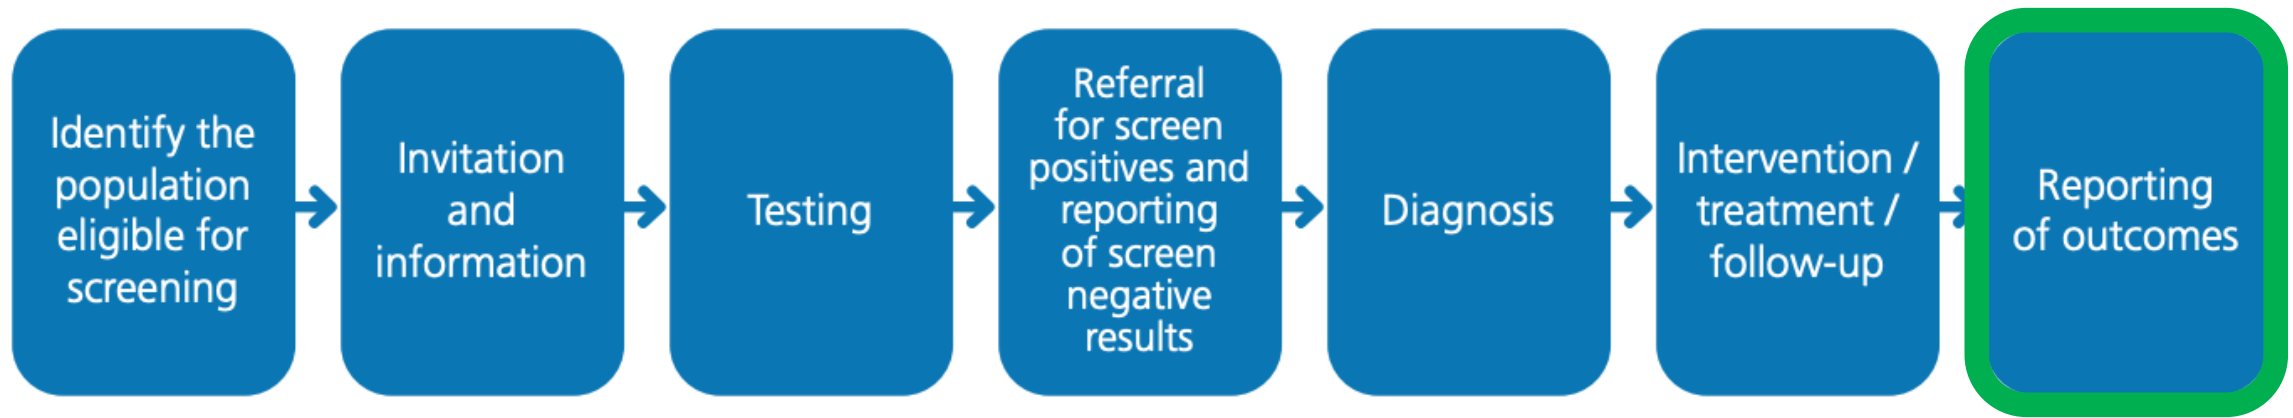 Identify the
population
eligible for
screening
Invitation
and
information
Testing
Referral
for screen
positives and
reporting
of screen
negative
results
Diagnosis
Intervention /
treatment /
follow-up
Reporting
of outcomes